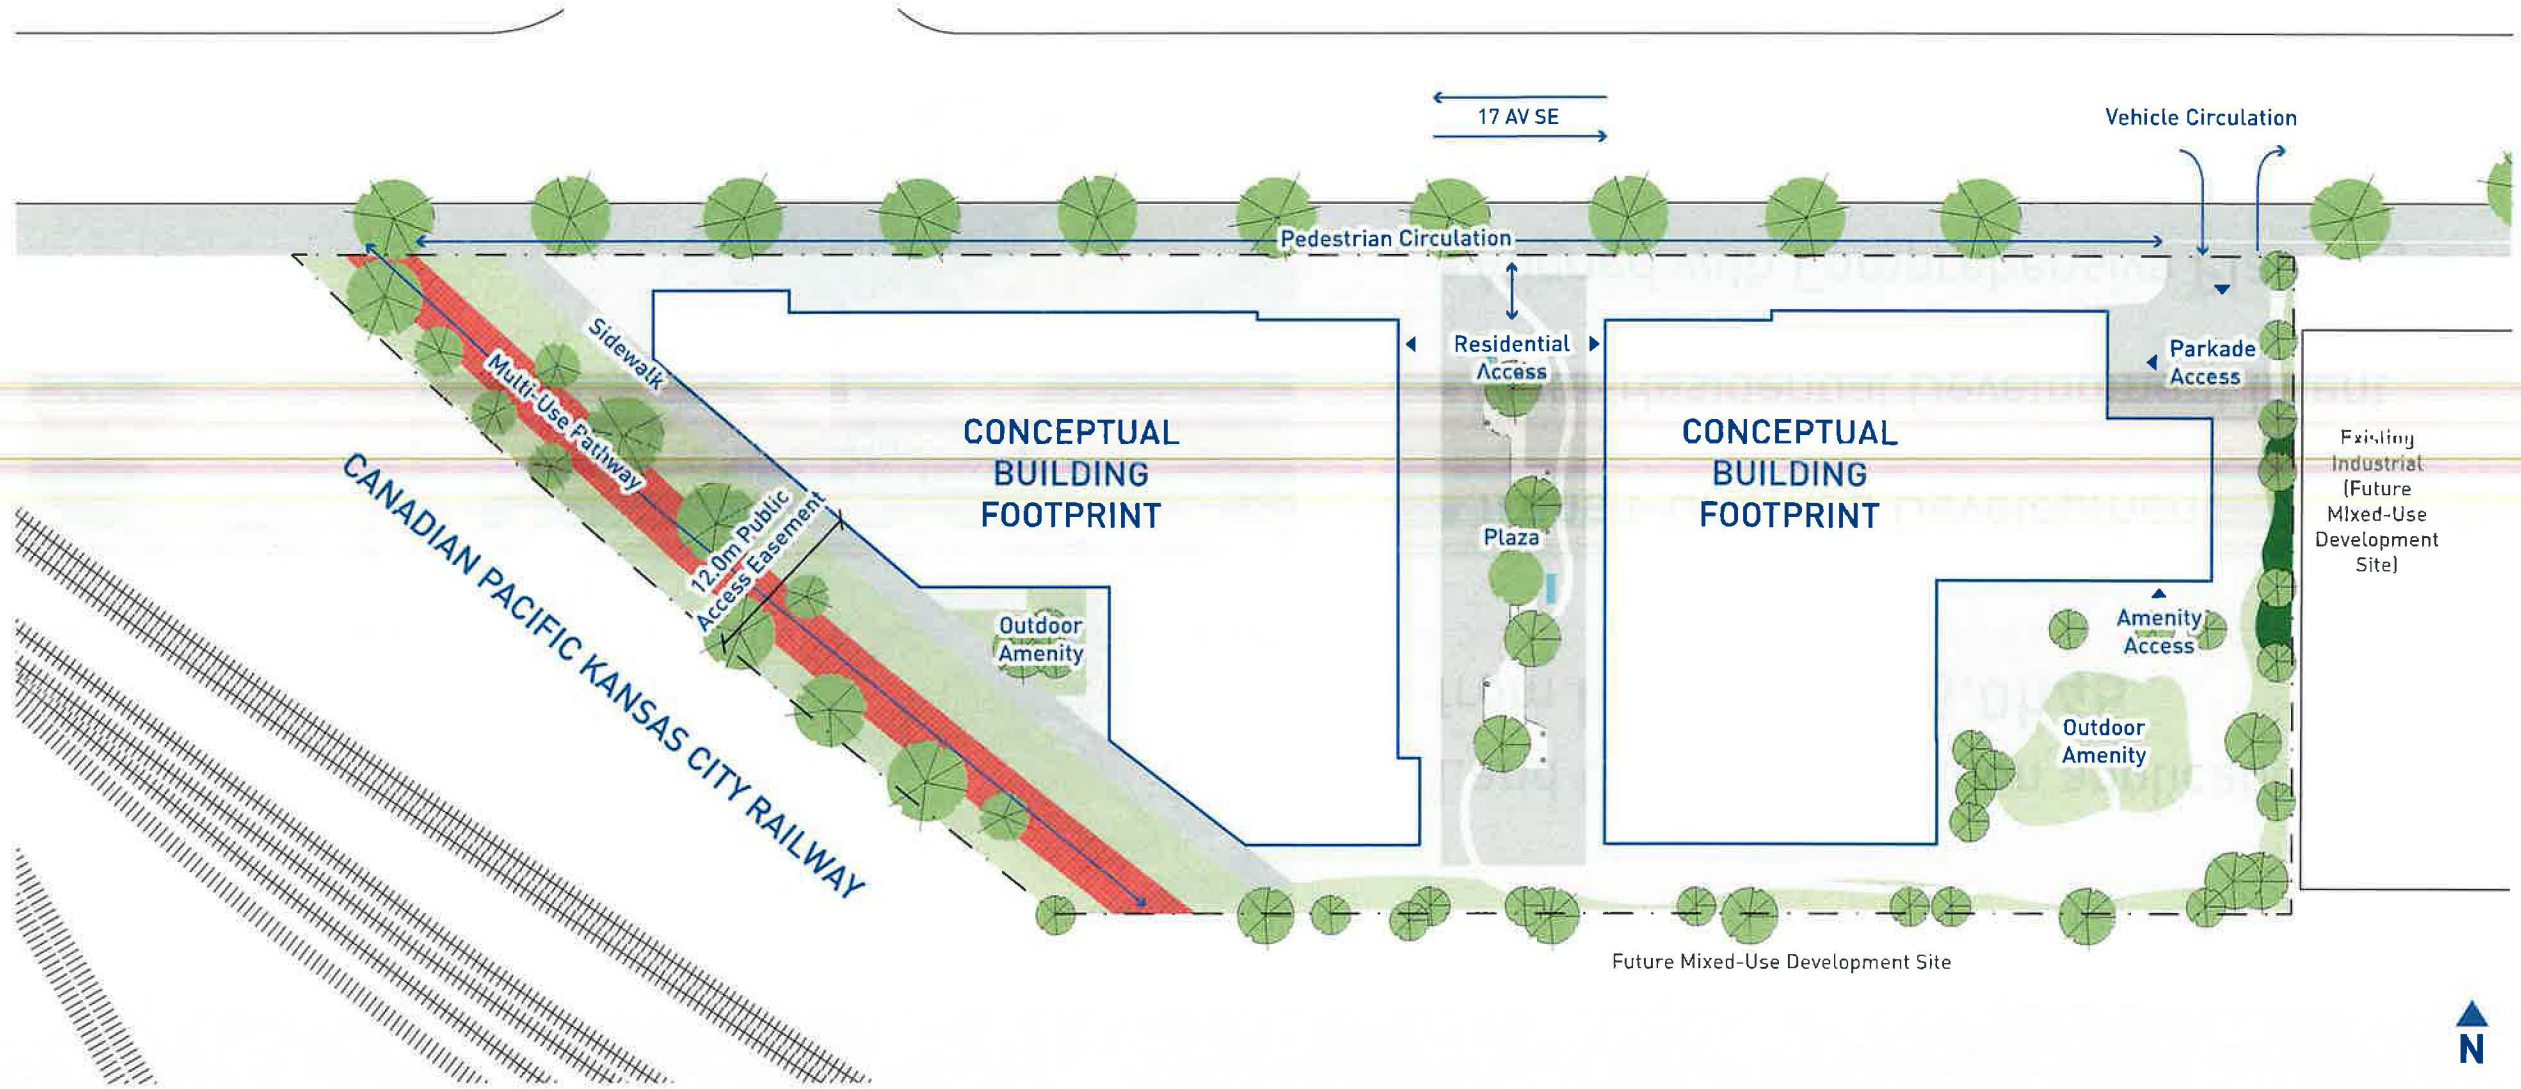 17 AV SE
Vehicle Circulation
Pedestrian Circulation
Sidewalk
Residential
Access
Parkade
Access
Multi-Use Pathway
CONCEPTUAL
BUILDING
FOOTPRINT
CONCEPTUAL
BUILDING
FOOTPRINT
Existing
Industrial
(Future
Mixed-Use
Development
Site)
CANADIAN PACIFIC KANSAS CITY RAILWAY
12.0m Public
Access Easement
Plaza
Outdoor
Amenity
Amenity
Access
Outdoor
Amenity
Future Mixed-Use Development Site
N